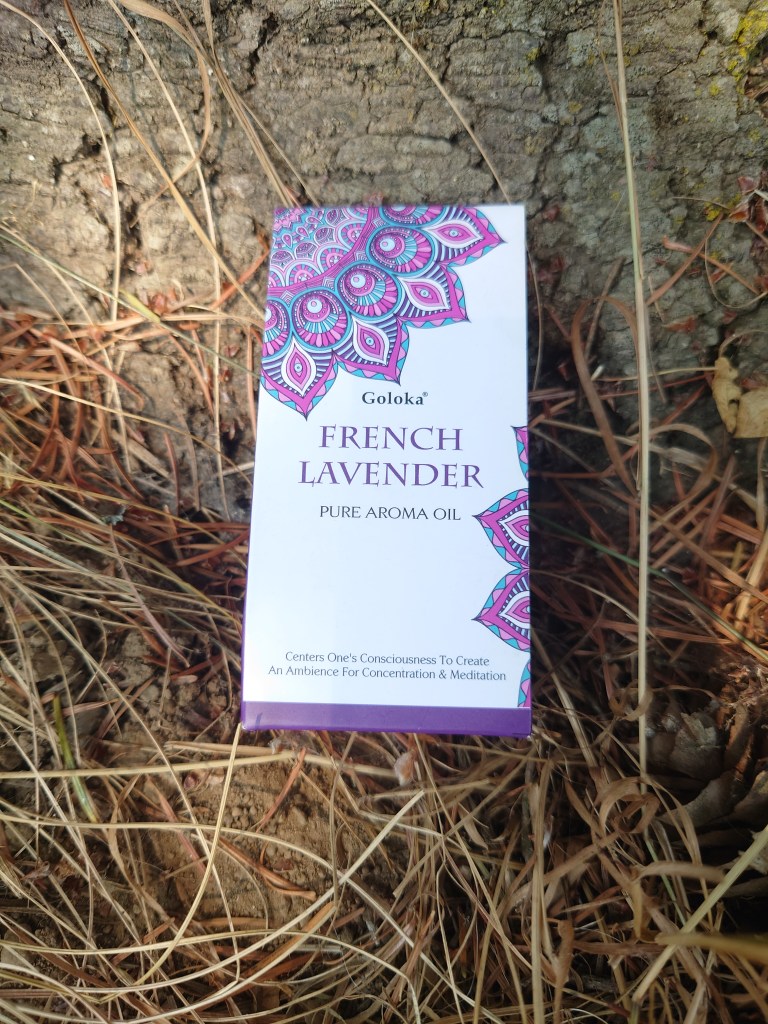 Goloka®
FRENCH
LAVENDER
PURE AROMA OIL
Centers One's Consciousness To Create
An Ambience For Concentration & Meditation